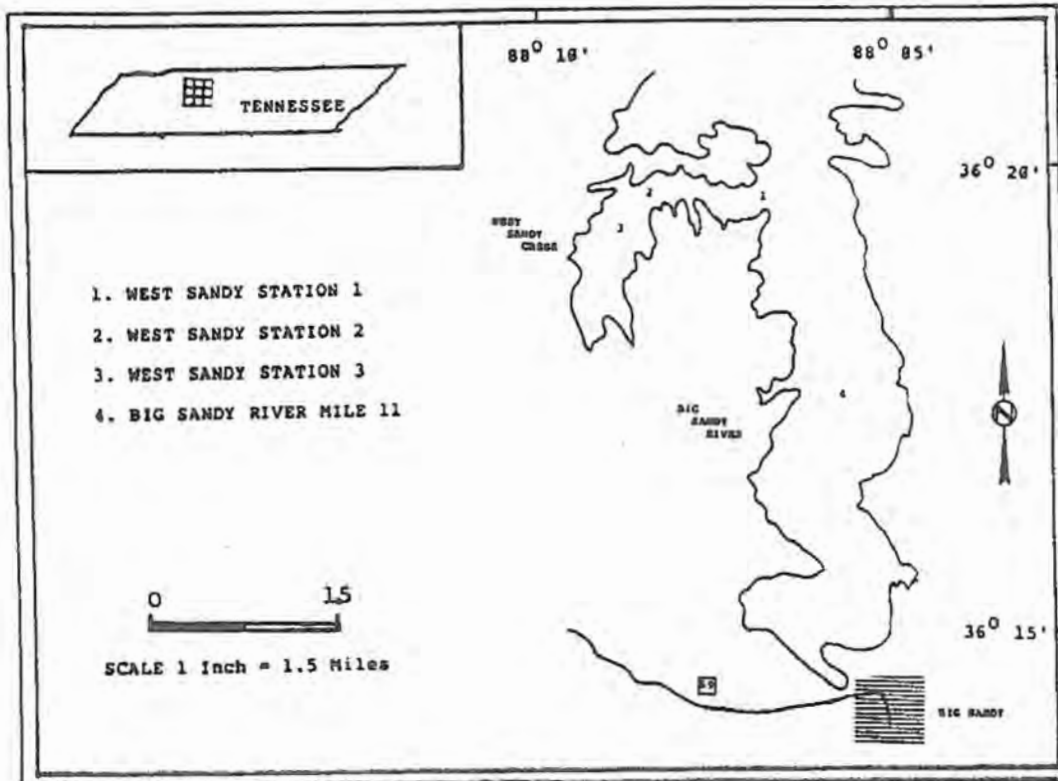 TENNESSEE
88° 10'
88° 05'
36° 20'
1
2
3
WEST
SANDY
1. WEST SANDY STATION 1
2. WEST SANDY STATION 2
3. WEST SANDY STATION 3
4. BIG SANDY RIVER MILE 11
BIG
SANDY
RIVER
4
N
0 1.5
SCALE 1 Inch = 1.5 Miles
36° 15'
BIG SANDY